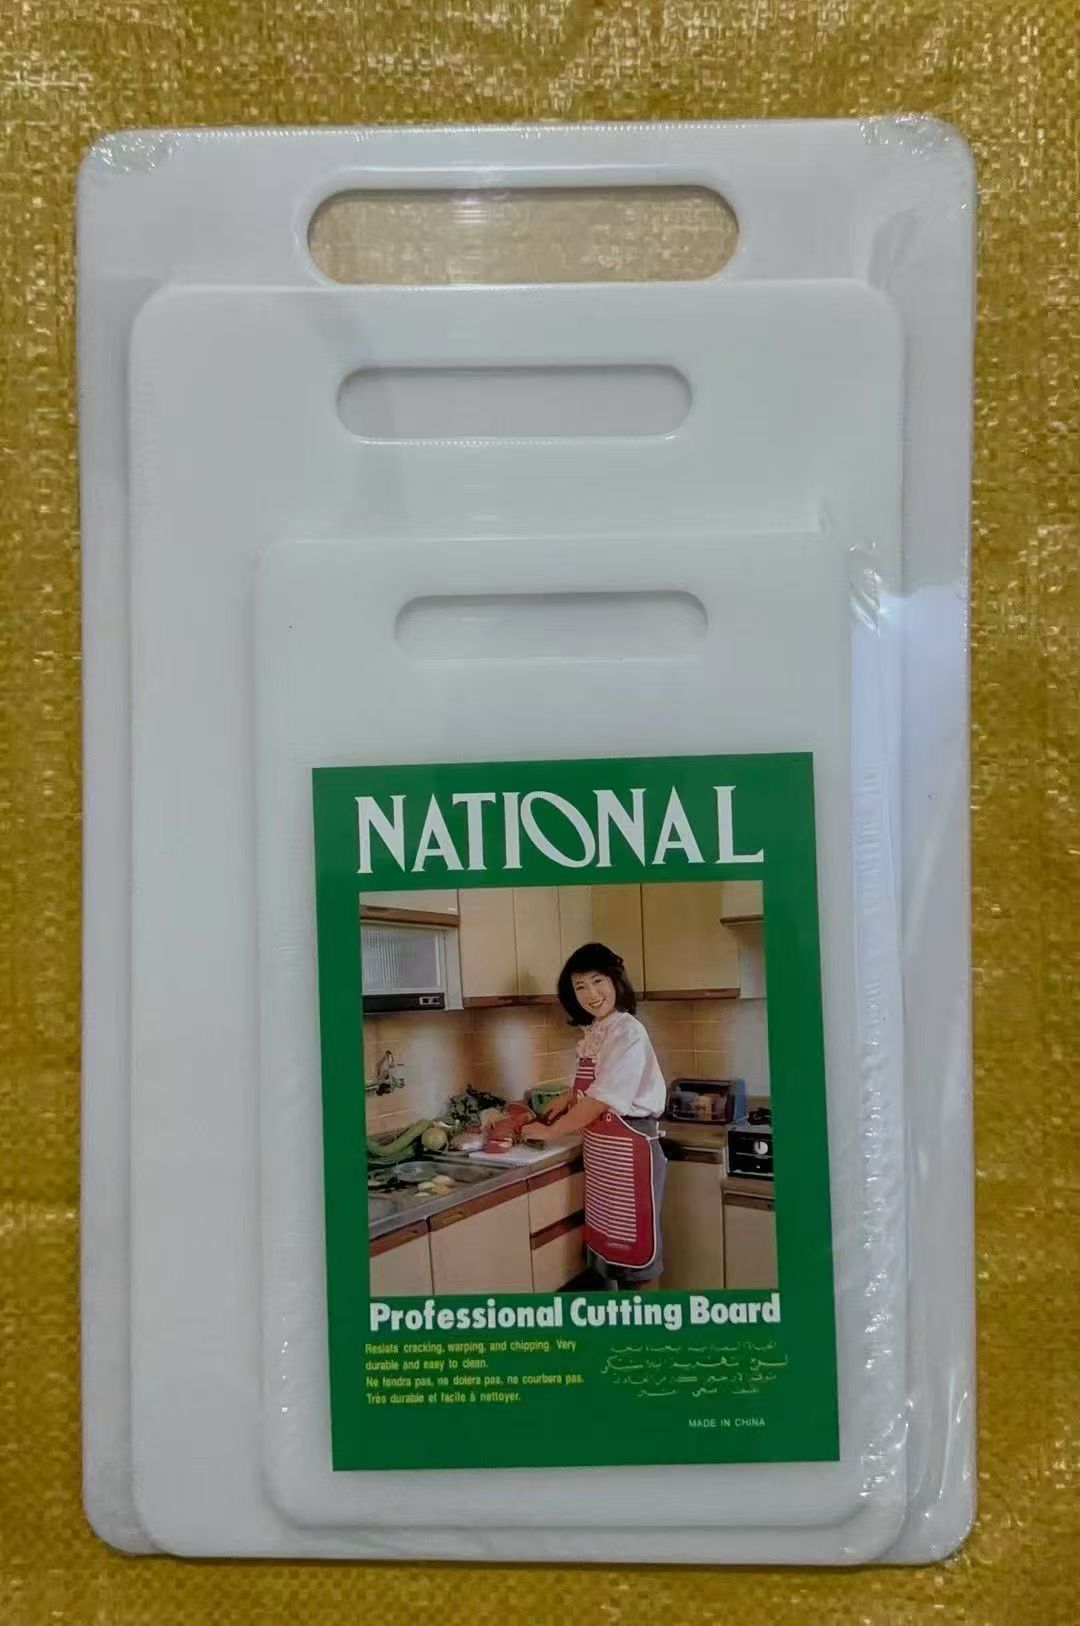 NATIONAL
Professional Cutting Board
Resists cracking, warping, and chipping. Very
durable and easy to clean.
Ne fendra pas, ne dolera pas, ne courbera pas.
Très durable et facile à nettoyer.
MADE IN CHINA